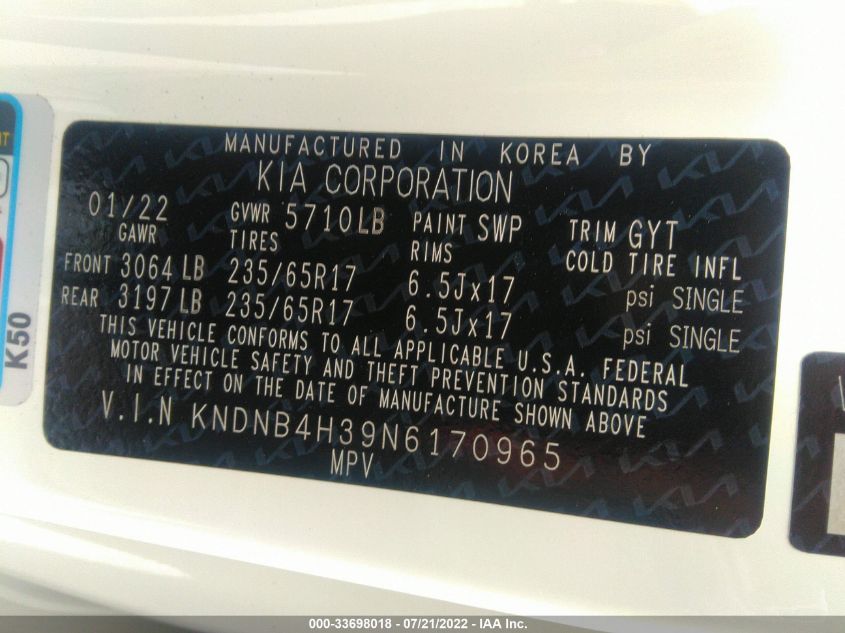 MANUFACTURED IN KOREA BY
KIA CORPORATION
01/22 GVWR 5710LB PAINT SWP TRIM GYT
GAWR TIRES RIMS COLD TIRE INFL
FRONT 3064 LB 235/65R17 6.5Jx17 psi SINGLE
REAR 3197 LB 235/65R17 6.5Jx17 psi SINGLE
THIS VEHICLE CONFORMS TO ALL APPLICABLE U.S.A. FEDERAL
MOTOR VEHICLE SAFETY AND THEFT PREVENTION STANDARDS
IN EFFECT ON THE DATE OF MANUFACTURE SHOWN ABOVE
V.I.N KNDNB4H39N6170965
MPV
K50
000-33698018 - 07/21/2022 - IAA Inc.